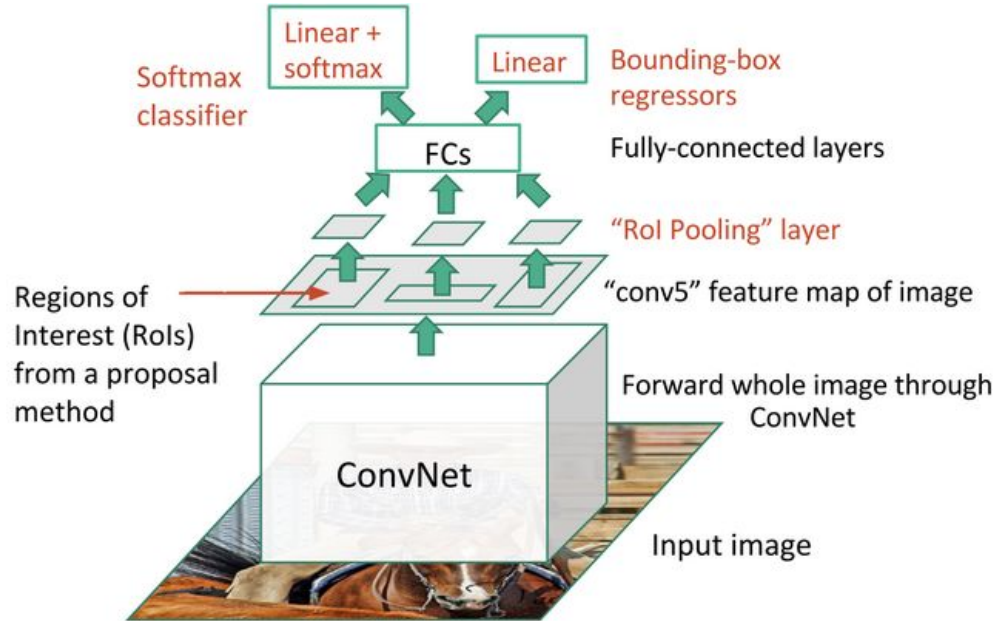 Linear +
softmax
Linear
Softmax
classifier
Bounding-box
regressors
FCs
Fully-connected layers
"RoI Pooling" layer
Regions of
Interest (RoIs)
from a proposal
method
"conv5" feature map of image
Forward whole image through
ConvNet
ConvNet
Input image